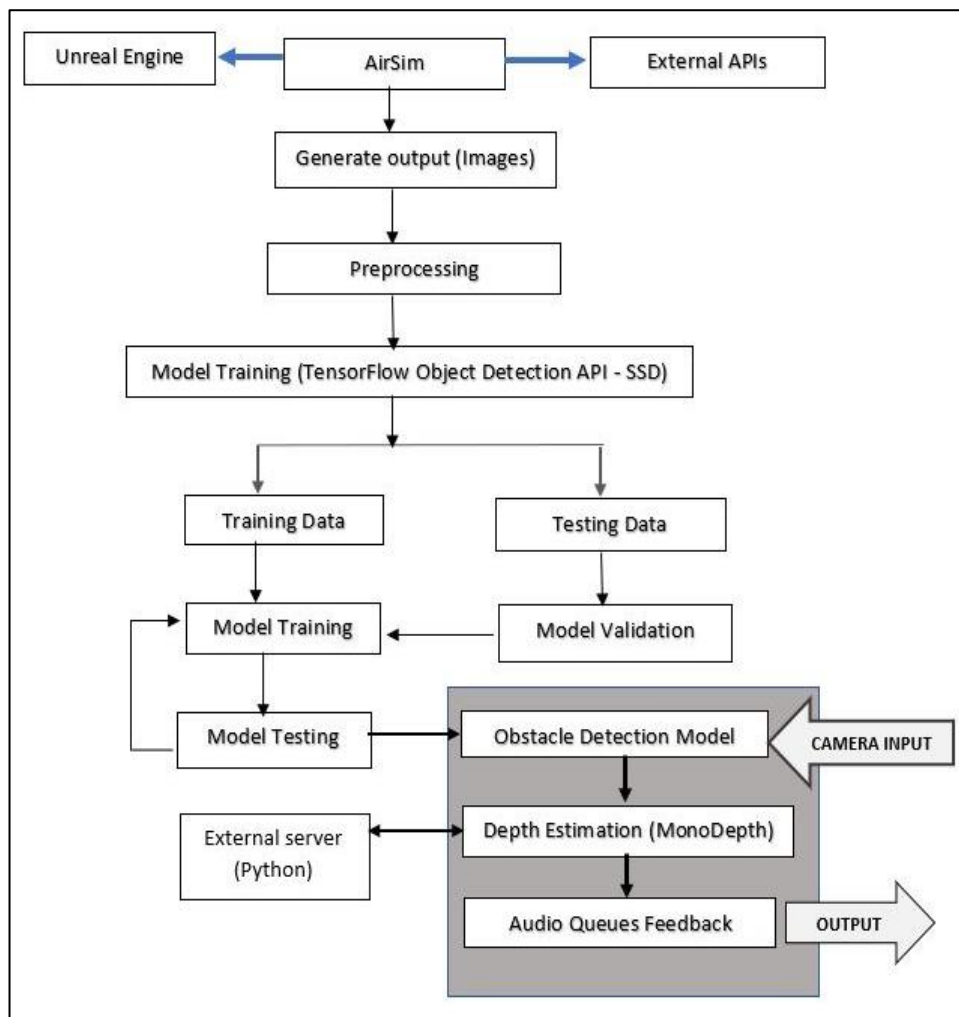 Unreal Engine
AirSim
External APIs
Generate output (Images)
Preprocessing
Model Training (TensorFlow Object Detection API - SSD)
Training Data
Testing Data
Model Training
Model Validation
Model Testing
Obstacle Detection Model
CAMERA INPUT
External server
(Python)
Depth Estimation (MonoDepth)
Audio Queues Feedback
OUTPUT